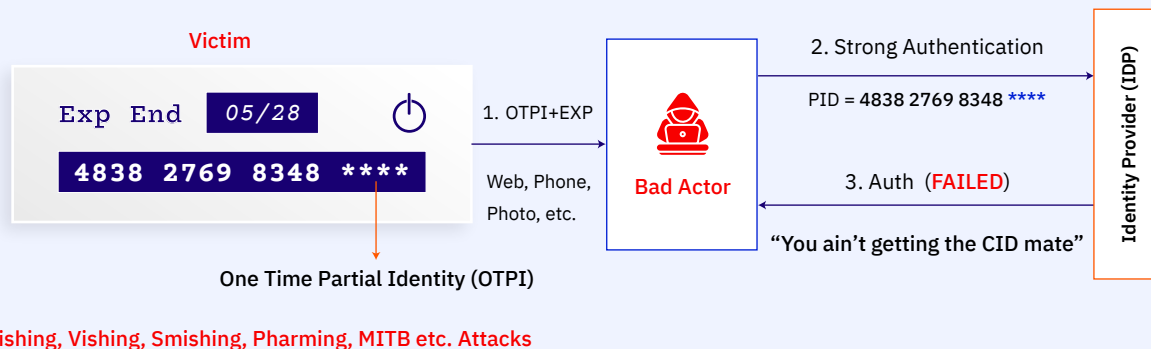 Victim
Exp End 05/28
4838 2769 8348 ****
One Time Partial Identity (OTPI)
1. OTPI+EXP
Web, Phone,
Photo, etc.
Bad Actor
2. Strong Authentication
PID = 4838 2769 8348 ****
3. Auth (FAILED)
“You ain’t getting the CID mate”
Identity Provider (IDP)
ishing, Vishing, Smishing, Pharming, MITB etc. Attacks